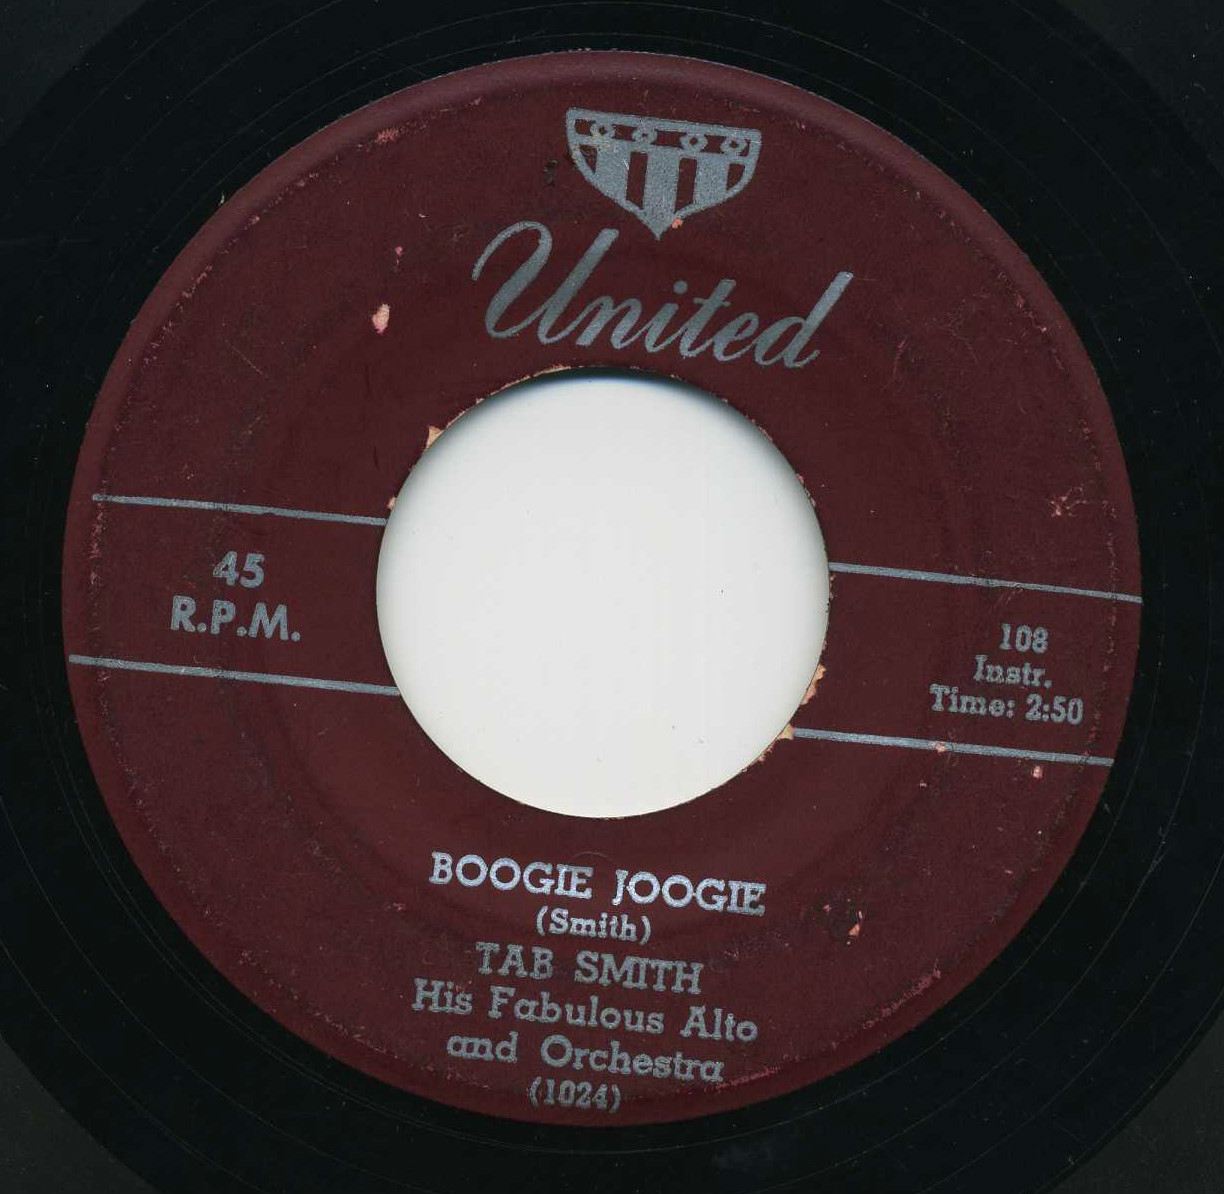 United
45
R.P.M.
108
Instr.
Time: 2:50
BOOGIE JOOGIE
(Smith)
TAB SMITH
His Fabulous Alto
and Orchestra
(1024)